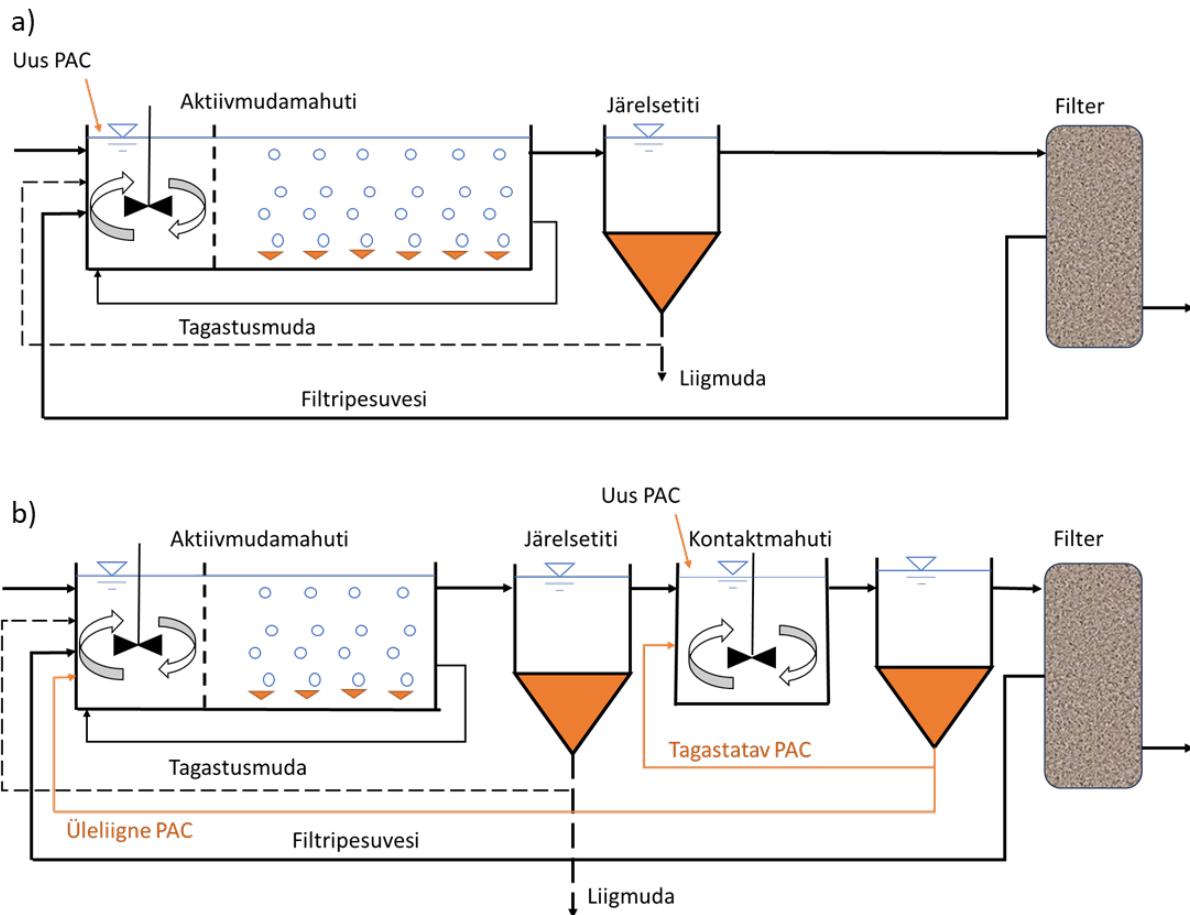 a)
Uus PAC
Aktiivmudamahuti
Järelsetiti
Filter
Tagastusmuda
Liigmuda
Filtripesuvesi
b)
Uus PAC
Aktiivmudamahuti
Järelsetiti
Kontaktmahuti
Filter
Tagastatav PAC
Tagastusmuda
Üleliigne PAC
Filtripesuvesi
Liigmuda